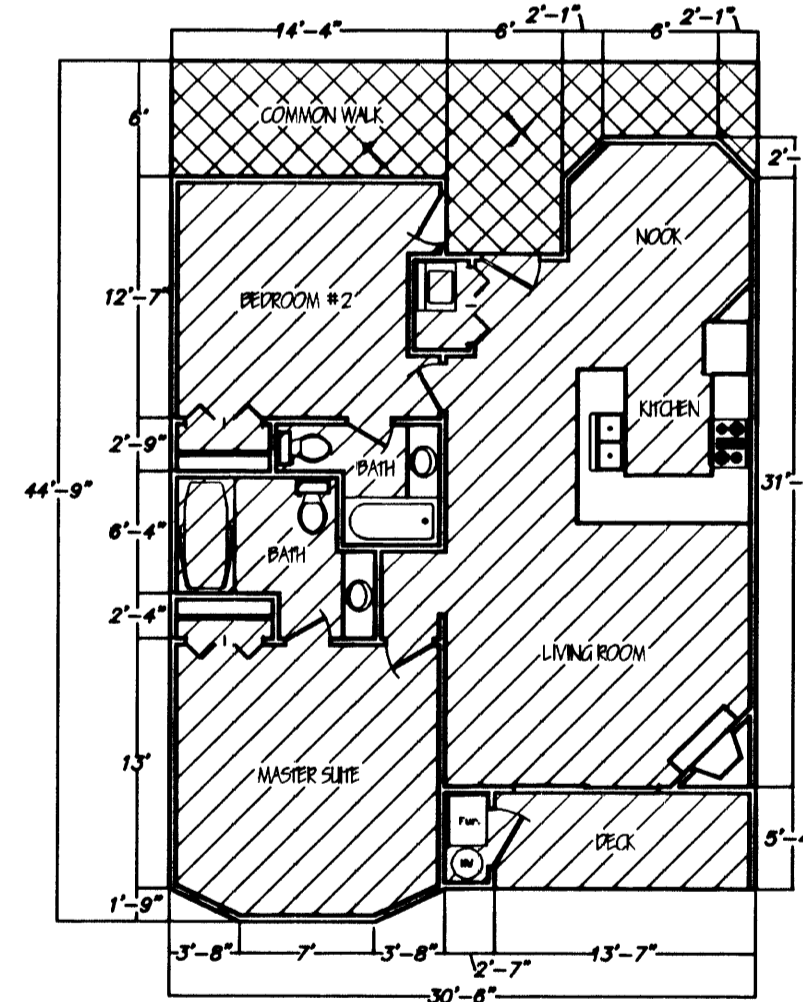 14'-4" 6' 2'-1" 6' 2'-1"
6'
COMMON WALK
2'-
NOOK
12'-7"
BEDROOM #2
KITCHEN
2'-9"
BATH
44'-9"
31'-
6'-4"
BATH
2'-4"
LIVING ROOM
13'
MASTER SUITE
Fur.
DECK
5'-4
1'-9"
3'-8" 7' 3'-8" 2'-7" 13'-7"
30'-6"